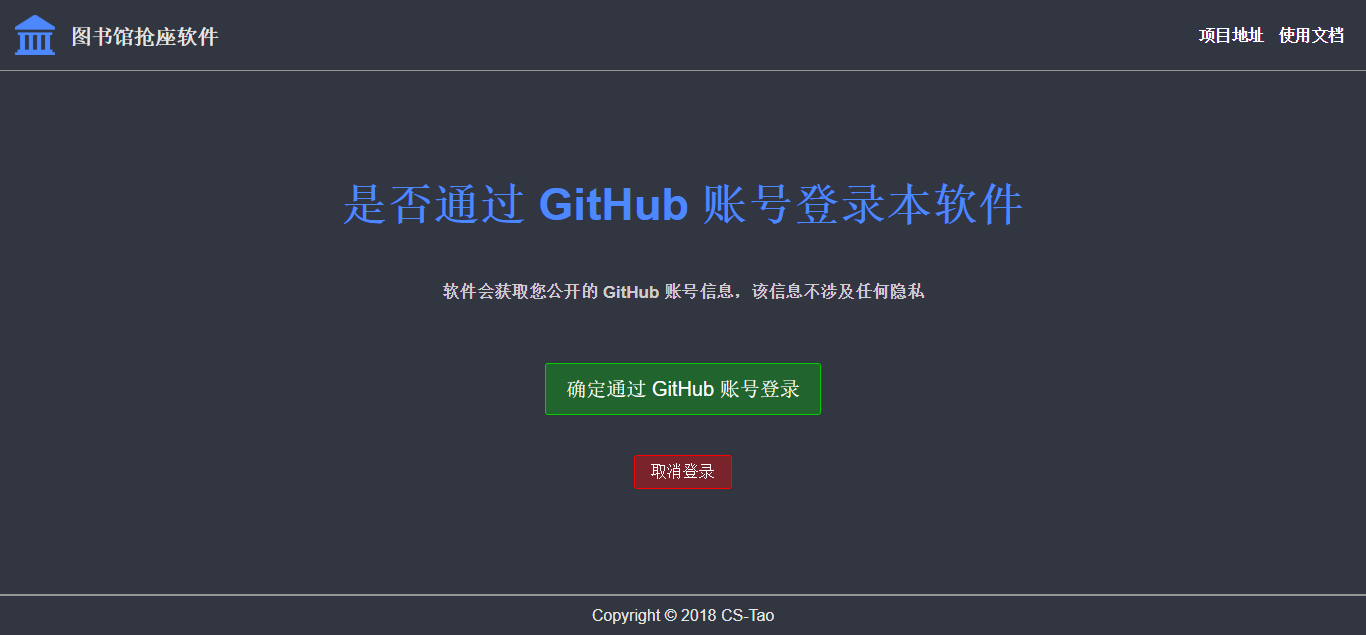 图书馆抢座软件
项目地址 使用文档
是否通过 GitHub 账号登录本软件
软件会获取您公开的 GitHub 账号信息，该信息不涉及任何隐私
确定通过 GitHub 账号登录
取消登录
Copyright © 2018 CS-Tao